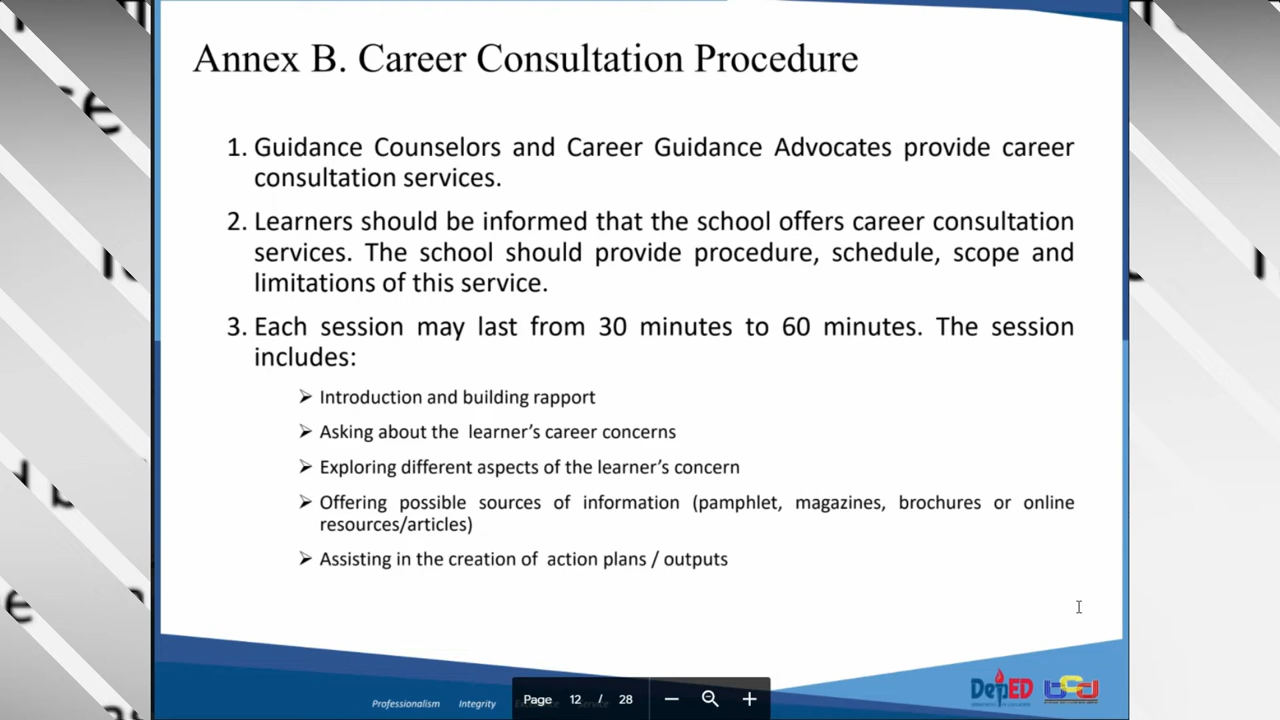 Annex B. Career Consultation Procedure
1. Guidance Counselors and Career Guidance Advocates provide career
consultation services.
2. Learners should be informed that the school offers career consultation
services. The school should provide procedure, schedule, scope and
limitations of this service.
3. Each session may last from 30 minutes to 60 minutes. The session
includes:
➢ Introduction and building rapport
➢ Asking about the learner's career concerns
➢ Exploring different aspects of the learner's concern
➢ Offering possible sources of information (pamphlet, magazines, brochures or online
resources/articles)
➢ Assisting in the creation of action plans / outputs
DepED
Professionalism Integrity
Page 12 / 28